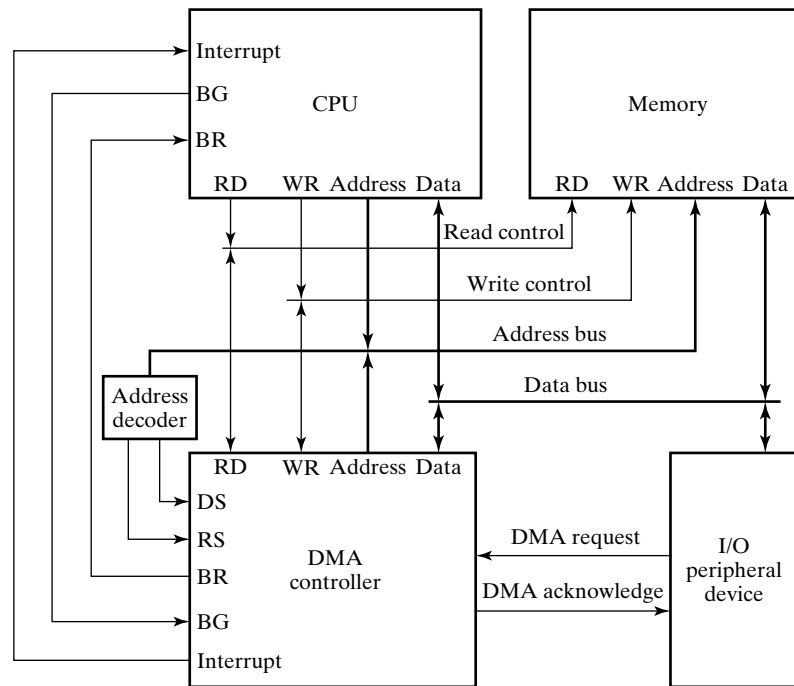 Interrupt
BG
CPU
Memory
BR
RD WR Address Data
RD WR Address Data
Read control
Write control
Address bus
Data bus
Address
decoder
RD WR Address Data
DS
RS
BR
BG
Interrupt
DMA
controller
DMA request
DMA acknowledge
I/O
peripheral
device